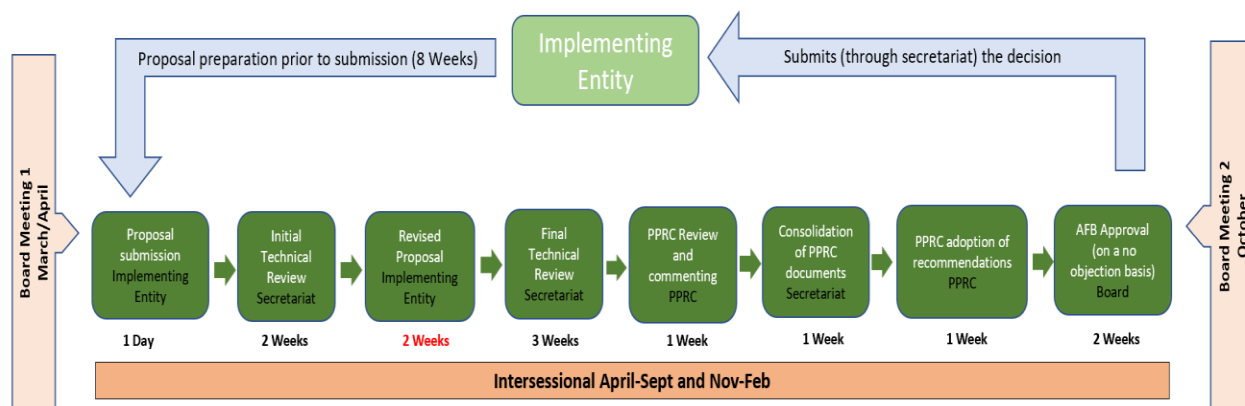 Implementing
Entity
Proposal preparation prior to submission (8 Weeks)
Submits (through secretariat) the decision
Board Meeting 1
March/April
Proposal
submission
Implementing
Entity
Initial
Technical
Review
Secretariat
Revised
Proposal
Implementing
Entity
Final
Technical
Review
Secretariat
PPRC Review
and
commenting
PPRC
Consolidation
of PPRC
documents
Secretariat
PPRC adoption of
recommendations
PPRC
AFB Approval
(on a no
objection basis)
Board
Board Meeting 2
October
1 Day
2 Weeks
2 Weeks
3 Weeks
1 Week
1 Week
1 Week
2 Weeks
Intersessional April-Sept and Nov-Feb